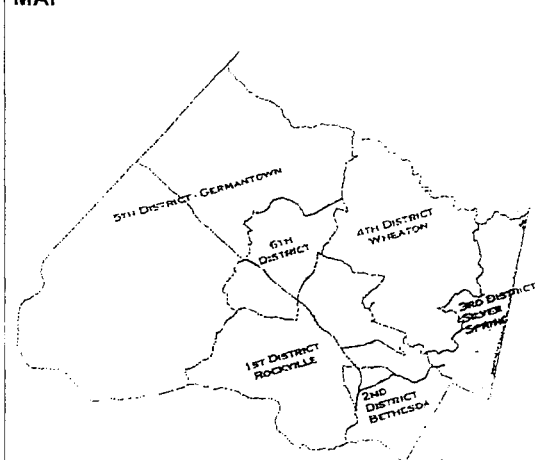 MAP
5TH DISTRICT - GERMANTOWN
6TH
DISTRICT
4TH DISTRICT
WHEATON
3RD DISTRICT
SILVER
SPRING
1ST DISTRICT
ROCKVILLE
2ND
DISTRICT
BETHESDA